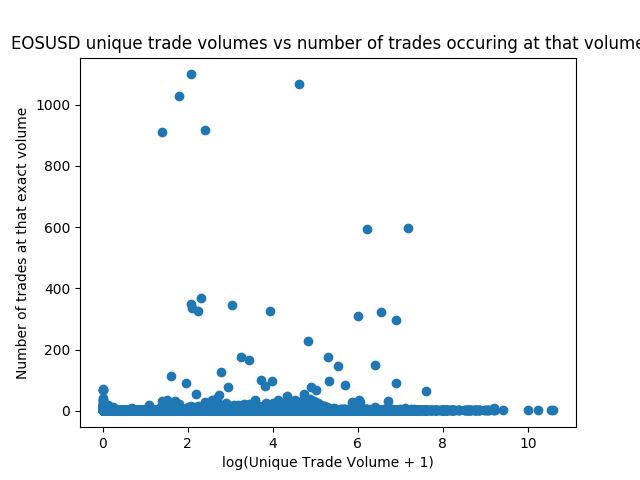 EOSUSD unique trade volumes vs number of trades occuring at that volume
Number of trades at that exact volume
1000
800
600
400
200
0
0 2 4 6 8 10
log(Unique Trade Volume + 1)